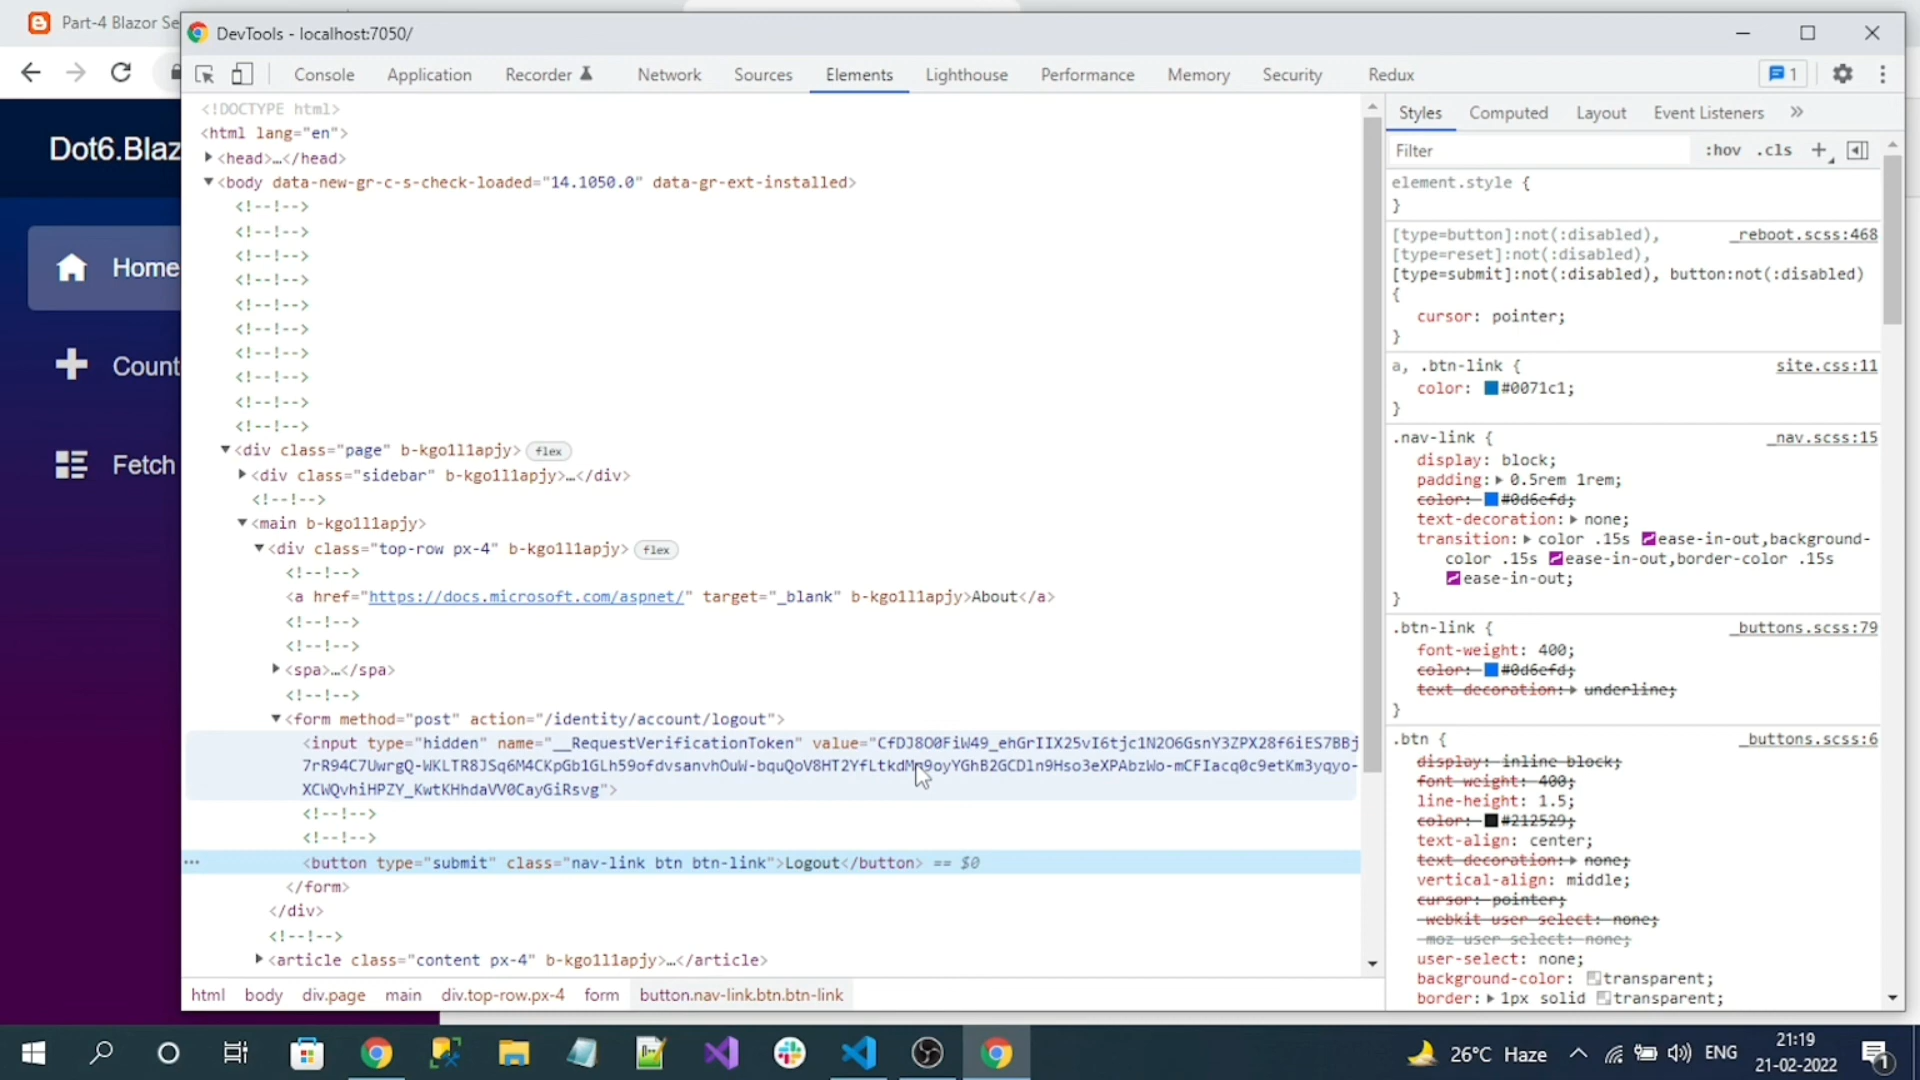 Part-4 Blazor Se
DevTools - localhost:7050/
Console Application Recorder Network Sources Elements Lighthouse Performance Memory Security Redux 1
Dot6.Blaz
Home
Count
Fetch
<!DOCTYPE html>
<html lang="en">
<head>…</head>
<body data-new-gr-c-s-check-loaded="14.1050.0" data-gr-ext-installed>
<!--!-->
<!--!-->
<!--!-->
<!--!-->
<!--!-->
<!--!-->
<!--!-->
<!--!-->
<!--!-->
<!--!-->
<div class="page" b-kgo1l1apjy> flex
<div class="sidebar" b-kgo1l1apjy>…</div>
<!--!-->
<main b-kgo1l1apjy>
<div class="top-row px-4" b-kgo1l1apjy> flex
<!--!-->
<a href="https://docs.microsoft.com/aspnet/" target="_blank" b-kgo1l1apjy>About</a>
<!--!-->
<!--!-->
<spa>…</spa>
<!--!-->
<form method="post" action="/identity/account/logout">
<input type="hidden" name="__RequestVerificationToken" value="
<!--!-->
<!--!-->
<button type="submit" class="nav-link btn btn-link">Logout</button> == $0
</form>
</div>
<!--!-->
<article class="content px-4" b-kgo1l1apjy>…</article>
html body div.page main div.top-row.px-4 form button.nav-link.btn.btn-link
Styles Computed Layout Event Listeners »
Filter :hov .cls +
element.style {
}
[type=button]:not(:disabled), _reboot.scss:468
[type=reset]:not(:disabled),
[type=submit]:not(:disabled), button:not(:disabled)
{
cursor: pointer;
}
a, .btn-link { site.css:11
color: #0071c1;
}
.nav-link { _nav.scss:15
display: block;
padding: 0.5rem 1rem;
color: #0d6efd;
text-decoration: none;
transition: color .15s ease-in-out,background-
color .15s ease-in-out,border-color .15s
ease-in-out;
}
.btn-link { _buttons.scss:79
font-weight: 400;
color: #0d6efd;
text-decoration: underline;
}
.btn { _buttons.scss:6
display: inline-block;
font-weight: 400;
line-height: 1.5;
color: #212529;
text-align: center;
text-decoration: none;
vertical-align: middle;
cursor: pointer;
-webkit-user-select: none;
-moz-user-select: none;
user-select: none;
background-color: transparent;
border: 1px solid transparent;
26°C Haze ENG 21:19
21-02-2022 1